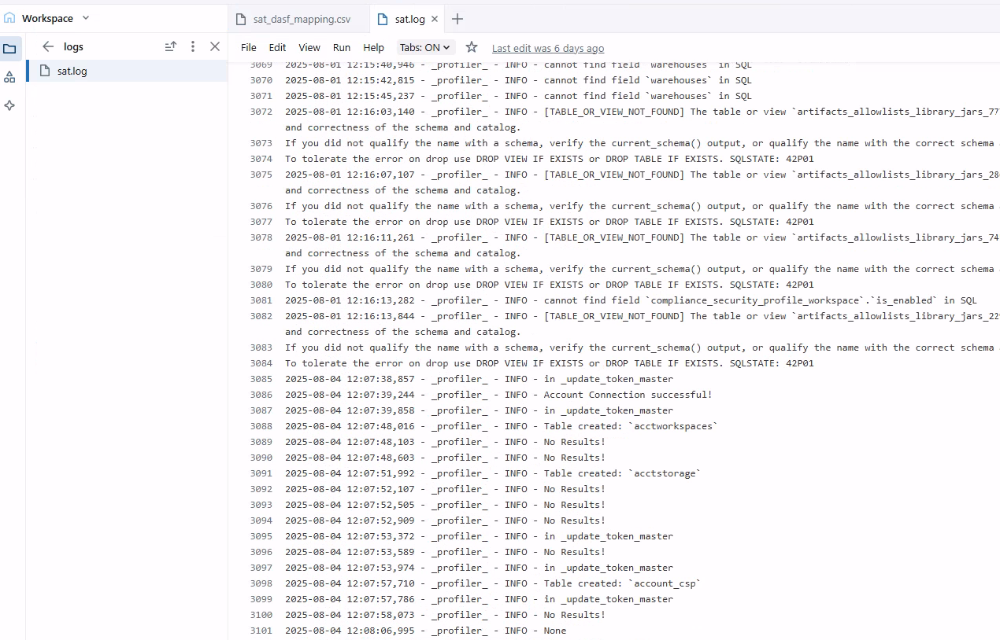 Workspace
sat_dasf_mapping.csv
sat.log
logs
File Edit View Run Help Tabs: ON Last edit was 6 days ago
sat.log
3069 2025-08-01 12:15:40,946 - _profiler_ - INFO - cannot find field `warehouses` in SQL
3070 2025-08-01 12:15:42,815 - _profiler_ - INFO - cannot find field `warehouses` in SQL
3071 2025-08-01 12:15:45,237 - _profiler_ - INFO - cannot find field `warehouses` in SQL
3072 2025-08-01 12:16:03,140 - _profiler_ - INFO - [TABLE_OR_VIEW_NOT_FOUND] The table or view `artifacts_allowlists_library_jars_77
and correctness of the schema and catalog.
3073 If you did not qualify the name with a schema, verify the current_schema() output, or qualify the name with the correct schema
3074 To tolerate the error on drop use DROP VIEW IF EXISTS or DROP TABLE IF EXISTS. SQLSTATE: 42P01
3075 2025-08-01 12:16:07,107 - _profiler_ - INFO - [TABLE_OR_VIEW_NOT_FOUND] The table or view `artifacts_allowlists_library_jars_28
and correctness of the schema and catalog.
3076 If you did not qualify the name with a schema, verify the current_schema() output, or qualify the name with the correct schema
3077 To tolerate the error on drop use DROP VIEW IF EXISTS or DROP TABLE IF EXISTS. SQLSTATE: 42P01
3078 2025-08-01 12:16:11,261 - _profiler_ - INFO - [TABLE_OR_VIEW_NOT_FOUND] The table or view `artifacts_allowlists_library_jars_74
and correctness of the schema and catalog.
3079 If you did not qualify the name with a schema, verify the current_schema() output, or qualify the name with the correct schema
3080 To tolerate the error on drop use DROP VIEW IF EXISTS or DROP TABLE IF EXISTS. SQLSTATE: 42P01
3081 2025-08-01 12:16:13,282 - _profiler_ - INFO - cannot find field `compliance_security_profile_workspace`.`is_enabled` in SQL
3082 2025-08-01 12:16:13,844 - _profiler_ - INFO - [TABLE_OR_VIEW_NOT_FOUND] The table or view `artifacts_allowlists_library_jars_229
and correctness of the schema and catalog.
3083 If you did not qualify the name with a schema, verify the current_schema() output, or qualify the name with the correct schema
3084 To tolerate the error on drop use DROP VIEW IF EXISTS or DROP TABLE IF EXISTS. SQLSTATE: 42P01
3085 2025-08-04 12:07:38,857 - _profiler_ - INFO - in _update_token_master
3086 2025-08-04 12:07:39,244 - _profiler_ - INFO - Account Connection successful!
3087 2025-08-04 12:07:39,858 - _profiler_ - INFO - in _update_token_master
3088 2025-08-04 12:07:48,016 - _profiler_ - INFO - Table created: `acctworkspaces`
3089 2025-08-04 12:07:48,103 - _profiler_ - INFO - No Results!
3090 2025-08-04 12:07:48,603 - _profiler_ - INFO - No Results!
3091 2025-08-04 12:07:51,992 - _profiler_ - INFO - Table created: `acctstorage`
3092 2025-08-04 12:07:52,107 - _profiler_ - INFO - No Results!
3093 2025-08-04 12:07:52,505 - _profiler_ - INFO - No Results!
3094 2025-08-04 12:07:52,909 - _profiler_ - INFO - No Results!
3095 2025-08-04 12:07:53,372 - _profiler_ - INFO - in _update_token_master
3096 2025-08-04 12:07:53,589 - _profiler_ - INFO - No Results!
3097 2025-08-04 12:07:53,974 - _profiler_ - INFO - in _update_token_master
3098 2025-08-04 12:07:57,710 - _profiler_ - INFO - Table created: `account_csp`
3099 2025-08-04 12:07:57,786 - _profiler_ - INFO - in _update_token_master
3100 2025-08-04 12:07:58,073 - _profiler_ - INFO - No Results!
3101 2025-08-04 12:08:06,995 - _profiler_ - INFO - None